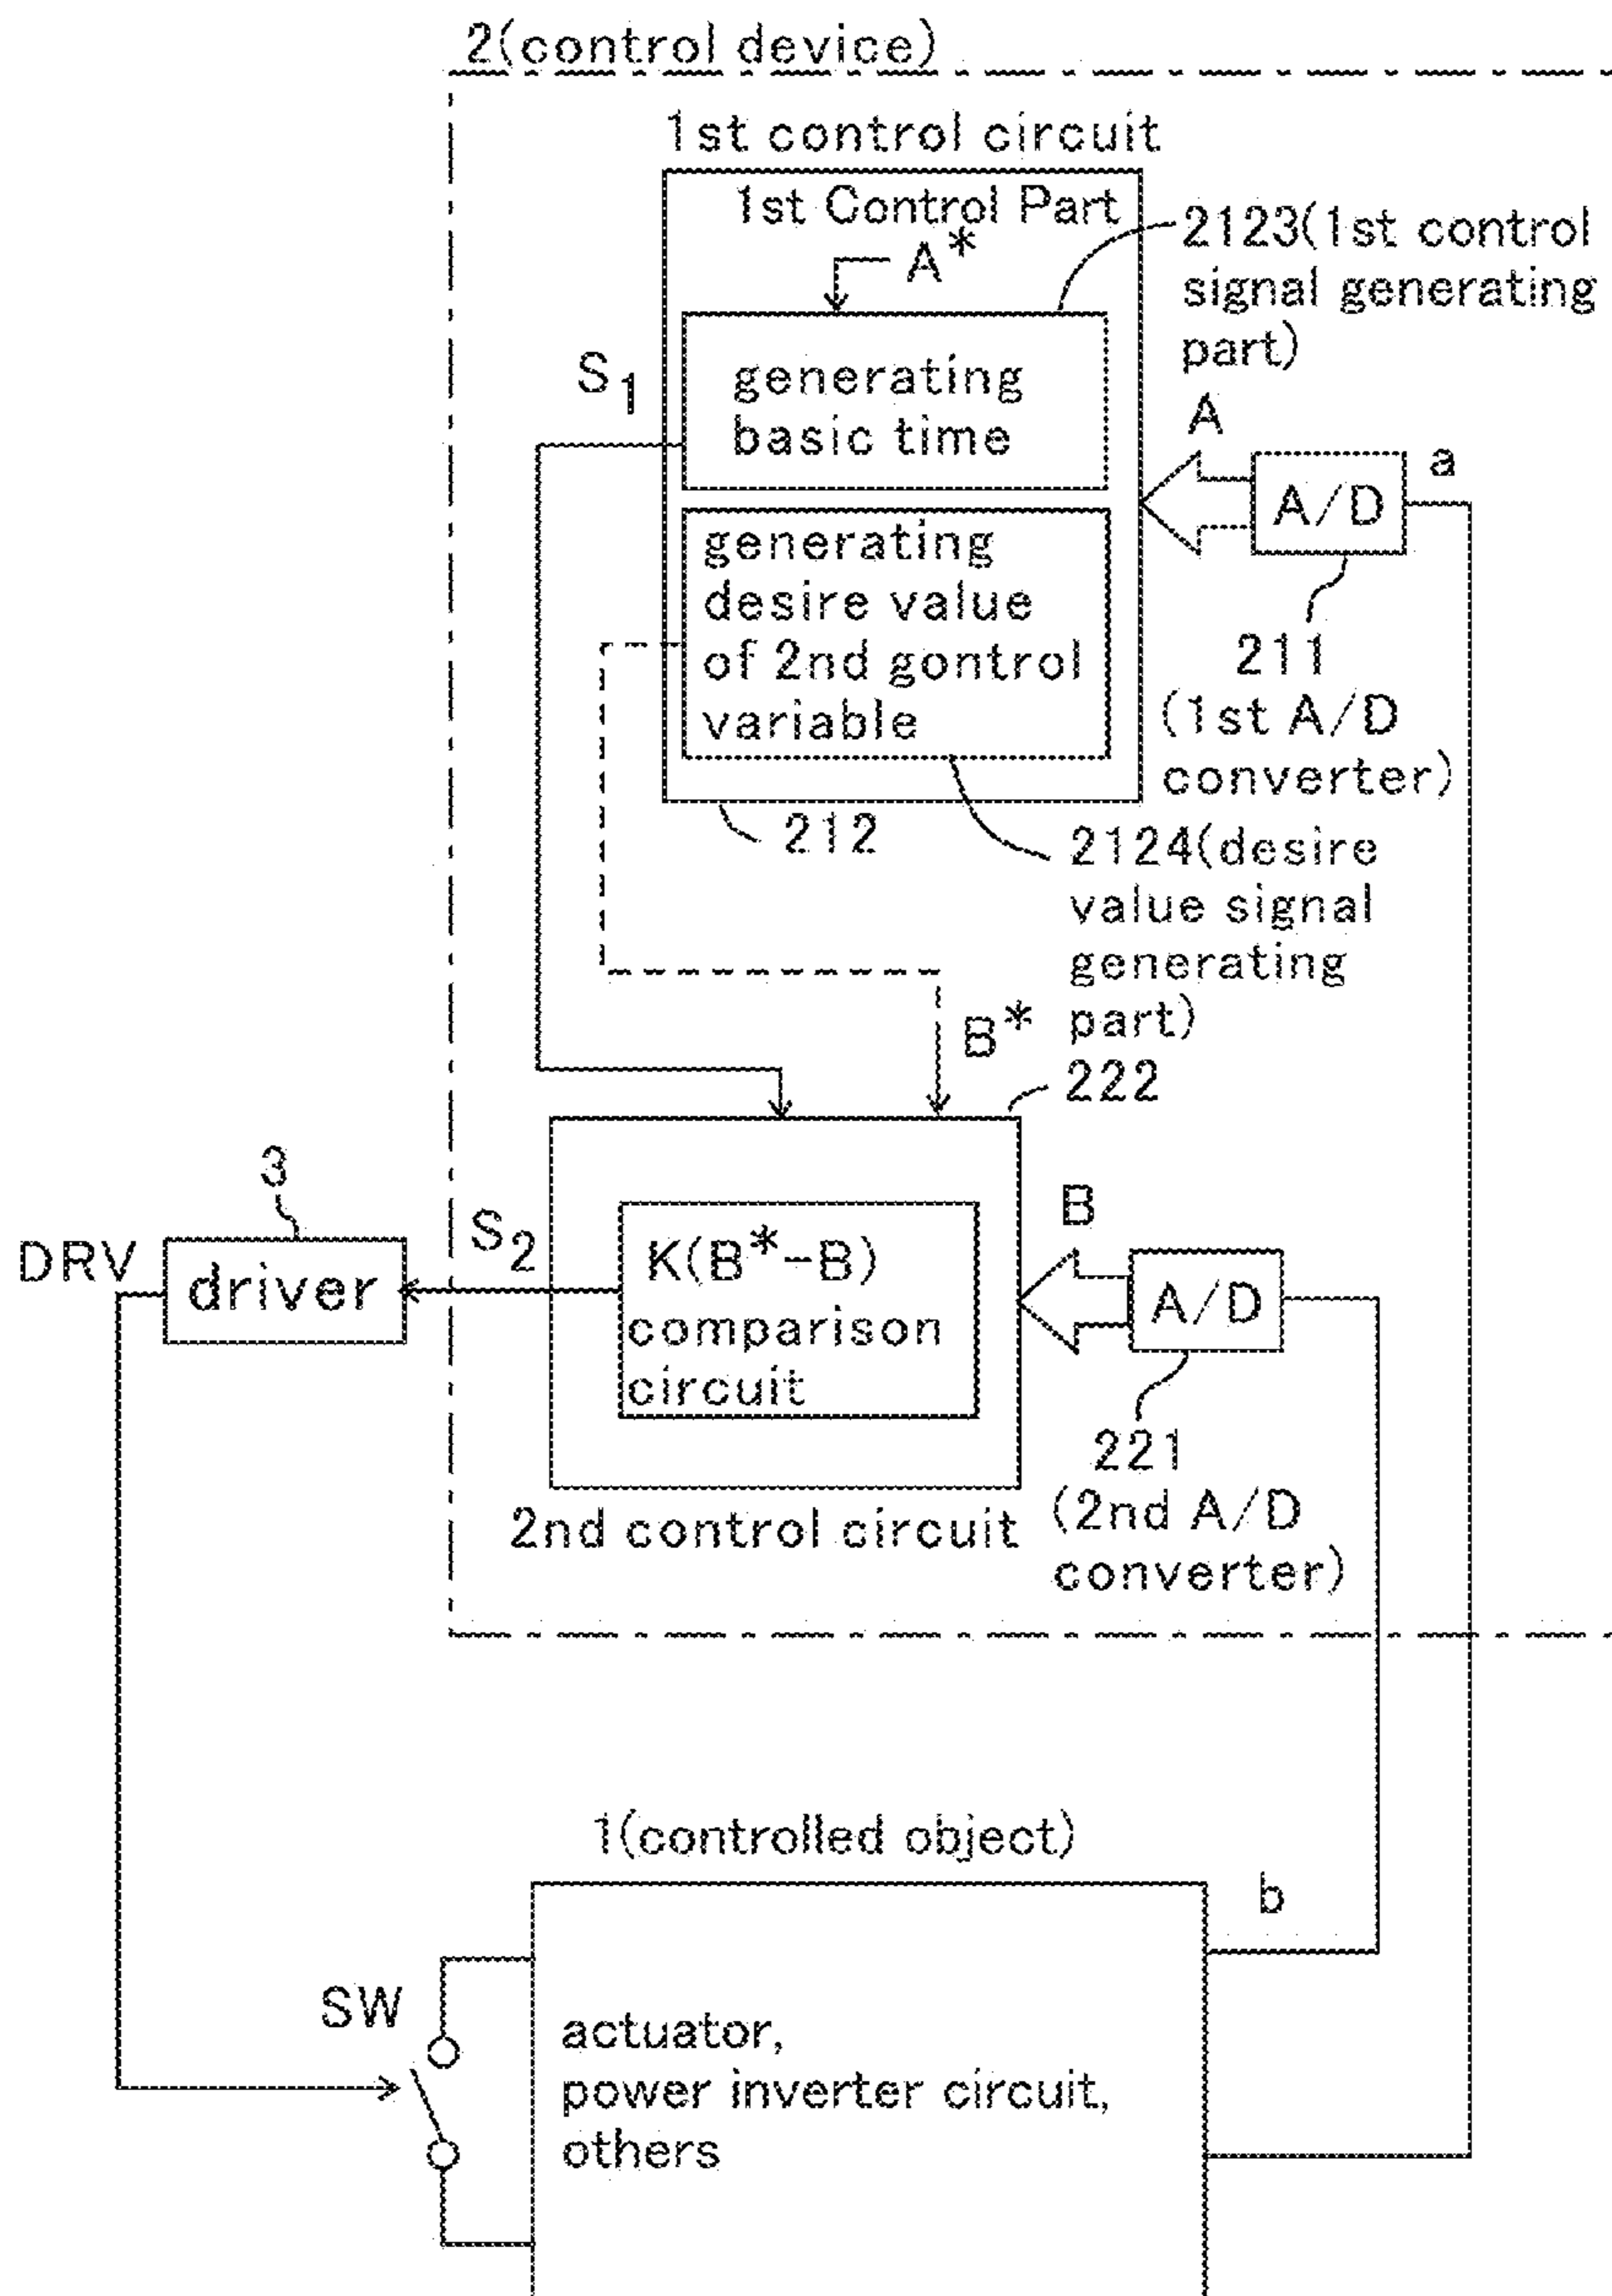 2(control device)
1st control circuit
1st Control Part
A*
2123(1st control
signal generating
part)
S1
generating
basic time
A
A/D
a
generating
desire value
of 2nd gontrol
variable
211
(1st A/D
converter)
212
2124(desire
value signal
generating
part)
B*
222
3
DRV
driver
S2
K(B*-B)
comparison
circuit
B
A/D
221
(2nd A/D
converter)
2nd control circuit
1(controlled object)
b
SW
actuator,
power inverter circuit,
others